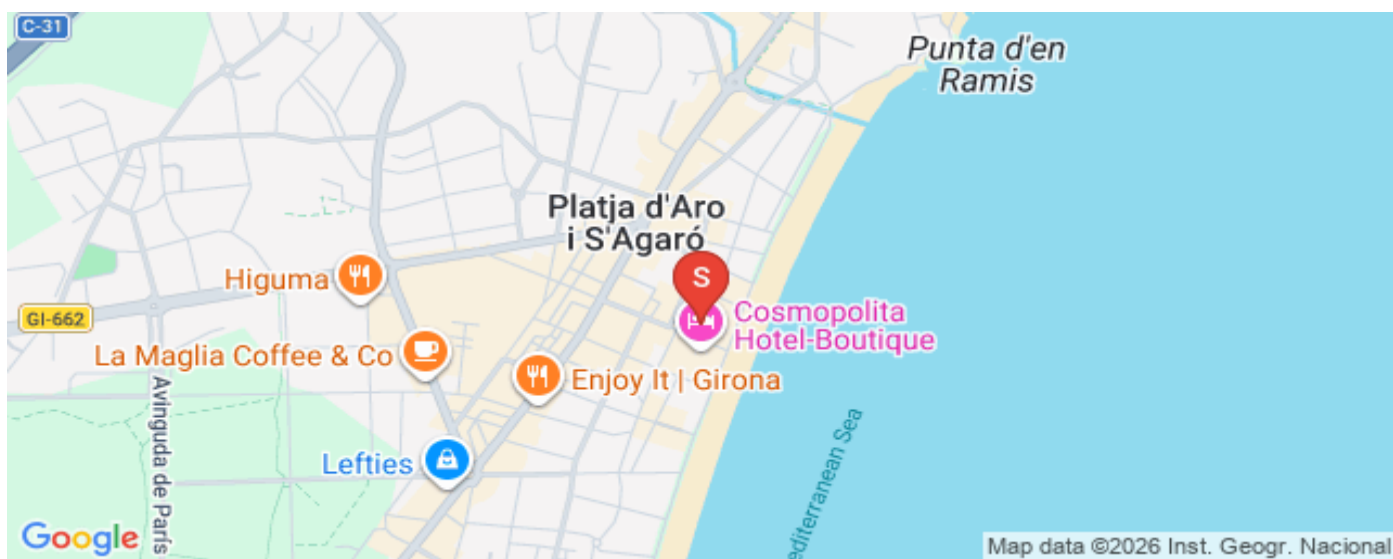 C-31
Punta d'en
Ramis
Platja d'Aro
i S'Agaró
S
Higuma
GI-662
Cosmopolita
Hotel-Boutique
La Maglia Coffee & Co
Enjoy It | Girona
Avinguda de París
Lefties
Sea
Google
Map data ©2026 Inst. Geogr. Nacional